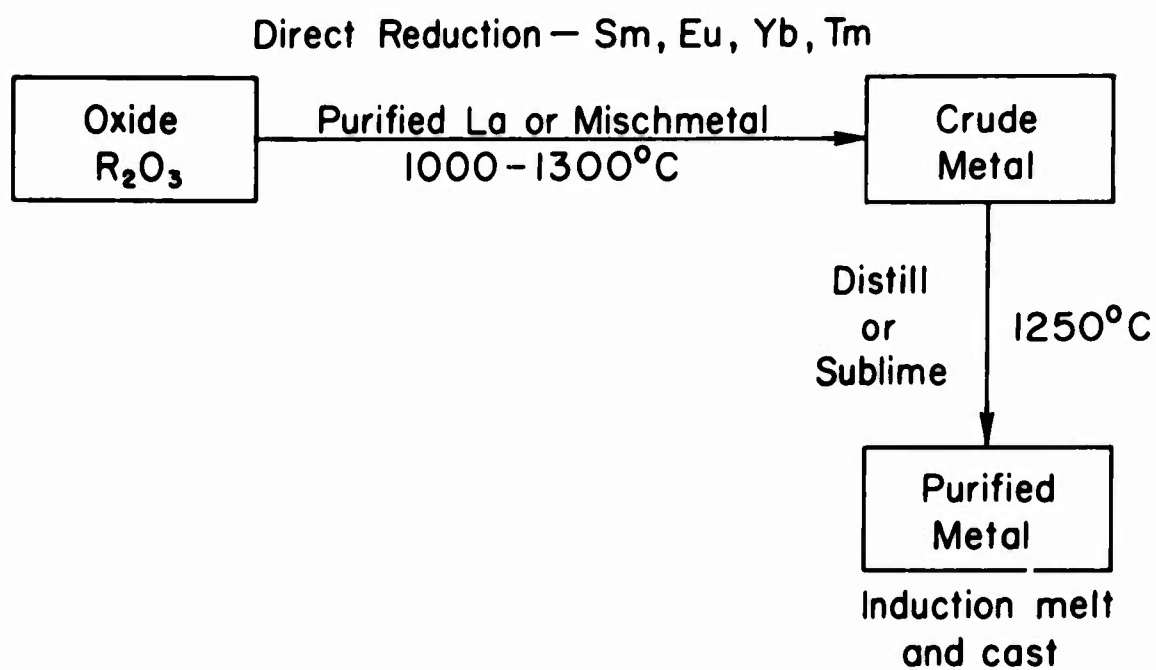 Direct Reduction — Sm, Eu, Yb, Tm
Oxide
R₂O₃
Purified La or Mischmetal
1000-1300°C
Crude
Metal
Distill
or
Sublime
1250°C
Purified
Metal
Induction melt
and cast